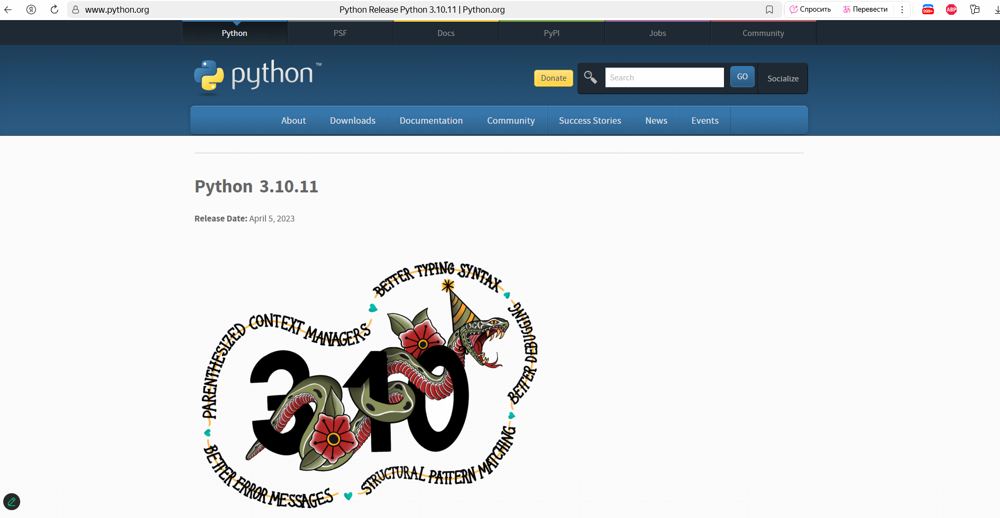 www.python.org
Python Release Python 3.10.11 | Python.org
Спросить
Перевести
999+
ABP
Python
PSF
Docs
PyPI
Jobs
Community
python™
Donate
Search
GO
Socialize
About
Downloads
Documentation
Community
Success Stories
News
Events
Python 3.10.11
Release Date: April 5, 2023
BETTER TYPING SYNTAX
BETTER DEBUGGING
PARENTHESIZED CONTEXT MANAGERS
3.10
STRUCTURAL PATTERN MATCHING
BETTER ERROR MESSAGES